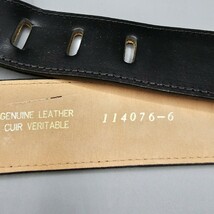 GENUINE LEATHER
CUIR VERITABLE
114076-6